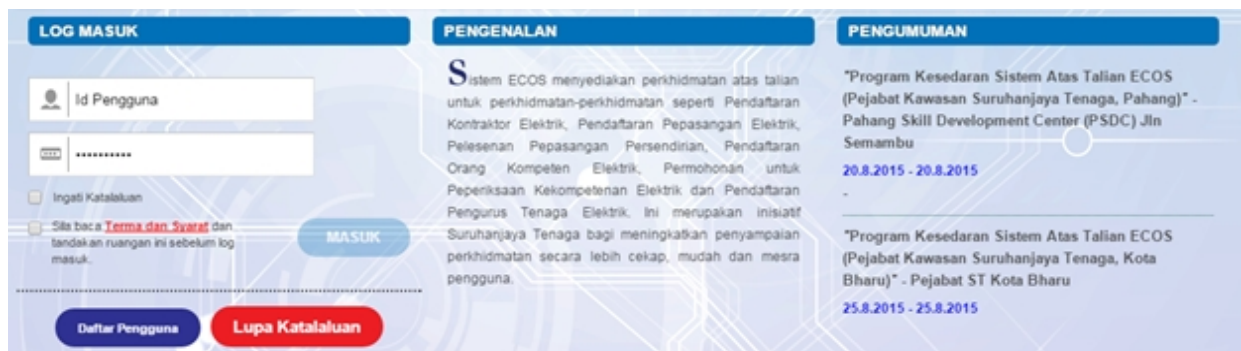 LOG MASUK
Id Pengguna
Ingati Katalaluan
Sila baca Terma dan Syarat dan
tandakan ruangan ini sebelum log
masuk.
MASUK
Daftar Pengguna
Lupa Katalaluan
PENGENALAN
Sistem ECOS menyediakan perkhidmatan atas talian
untuk perkhidmatan-perkhidmatan seperti Pendaftaran
Kontraktor Elektrik, Pendaftaran Pepasangan Elektrik,
Pelesenan Pepasangan Persendirian, Pendaftaran
Orang Kompeten Elektrik, Permohonan untuk
Peperiksaan Kekompetenan Elektrik dan Pendaftaran
Pengurus Tenaga Elektrik. Ini merupakan inisiatif
Suruhanjaya Tenaga bagi meningkatkan penyampaian
perkhidmatan secara lebih cekap, mudah dan mesra
pengguna.
PENGUMUMAN
"Program Kesedaran Sistem Atas Talian ECOS
(Pejabat Kawasan Suruhanjaya Tenaga, Pahang)" -
Pahang Skill Development Center (PSDC) Jln
Semambu
20.8.2015 - 20.8.2015
-
"Program Kesedaran Sistem Atas Talian ECOS
(Pejabat Kawasan Suruhanjaya Tenaga, Kota
Bharu)" - Pejabat ST Kota Bharu
25.8.2015 - 25.8.2015